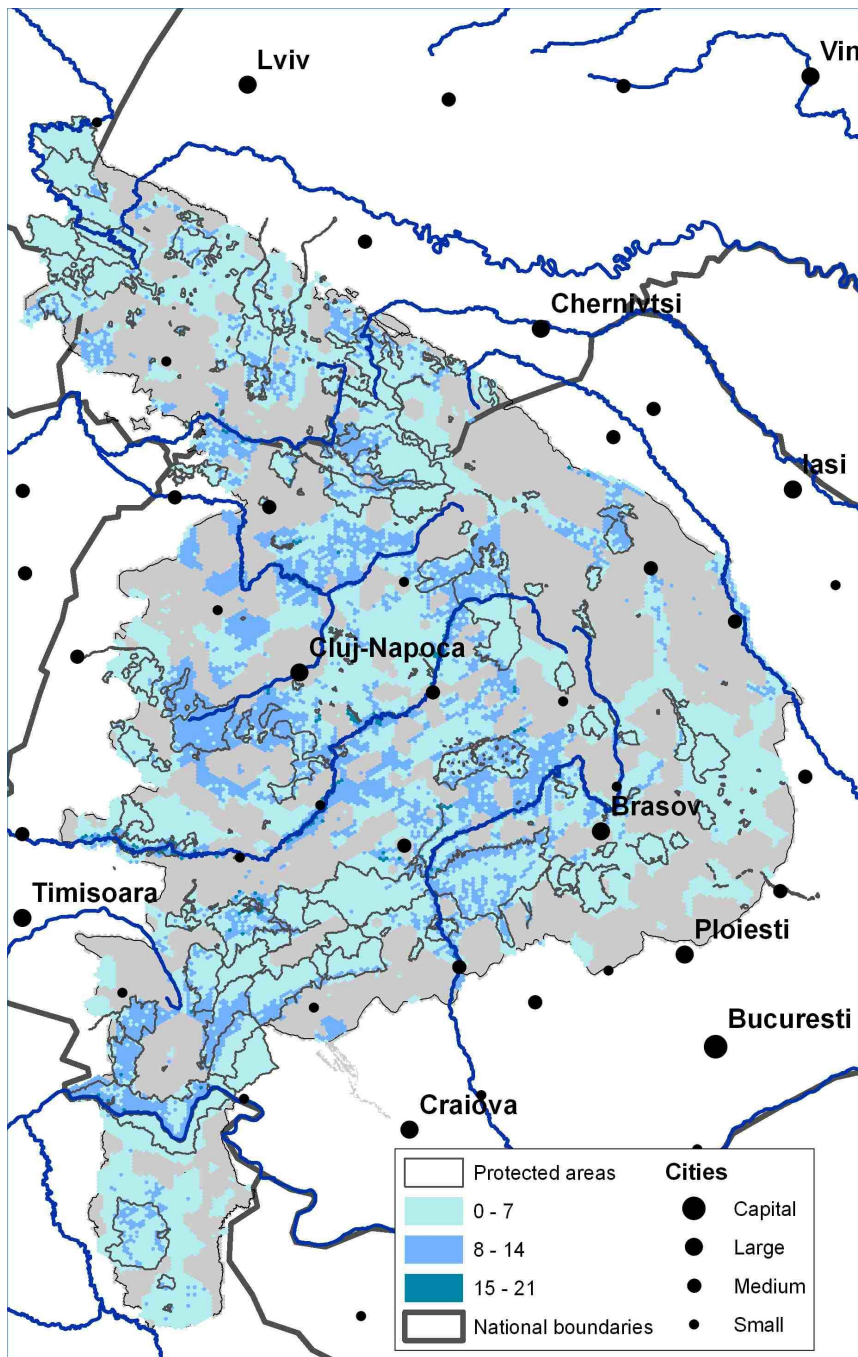 Lviv
Vin
Chernivtsi
Iasi
Cluj-Napoca
Brasov
Timisoara
Ploiesti
Bucuresti
Craiova
Protected areas
0 - 7
8 - 14
15 - 21
National boundaries
Cities
Capital
Large
Medium
Small